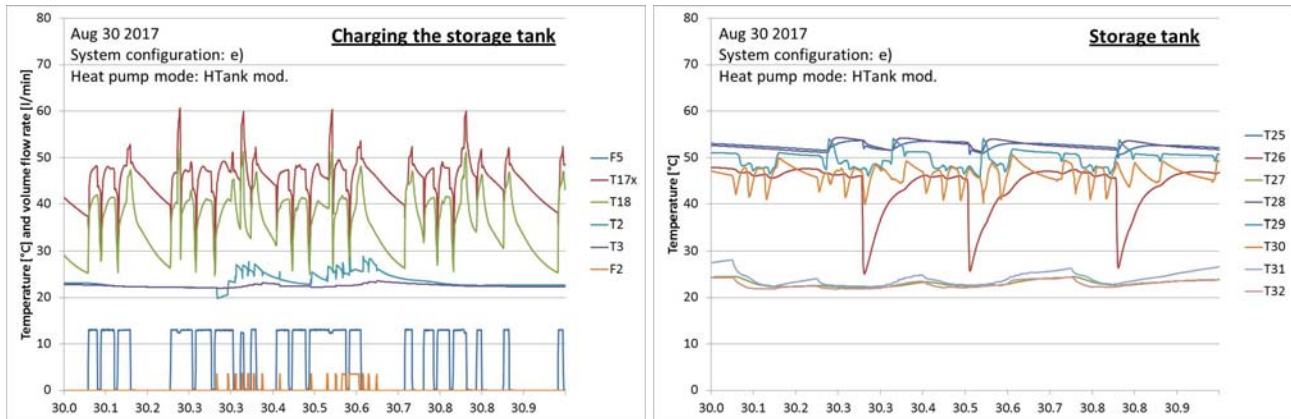 Aug 30 2017
System configuration: e)
Heat pump mode: HTank mod.
Charging the storage tank
Temperature [°C] and volume flow rate [l/min]
80
70
60
50
40
30
20
10
0
30.0 30.1 30.2 30.2 30.3 30.4 30.5 30.6 30.7 30.8 30.9
F5
T17x
T18
T2
T3
F2
Aug 30 2017
System configuration: e)
Heat pump mode: HTank mod.
Storage tank
Temperature [°C]
80
70
60
50
40
30
20
10
0
30.0 30.1 30.2 30.3 30.3 30.4 30.5 30.6 30.7 30.8 30.9
T25
T26
T27
T28
T29
T30
T31
T32